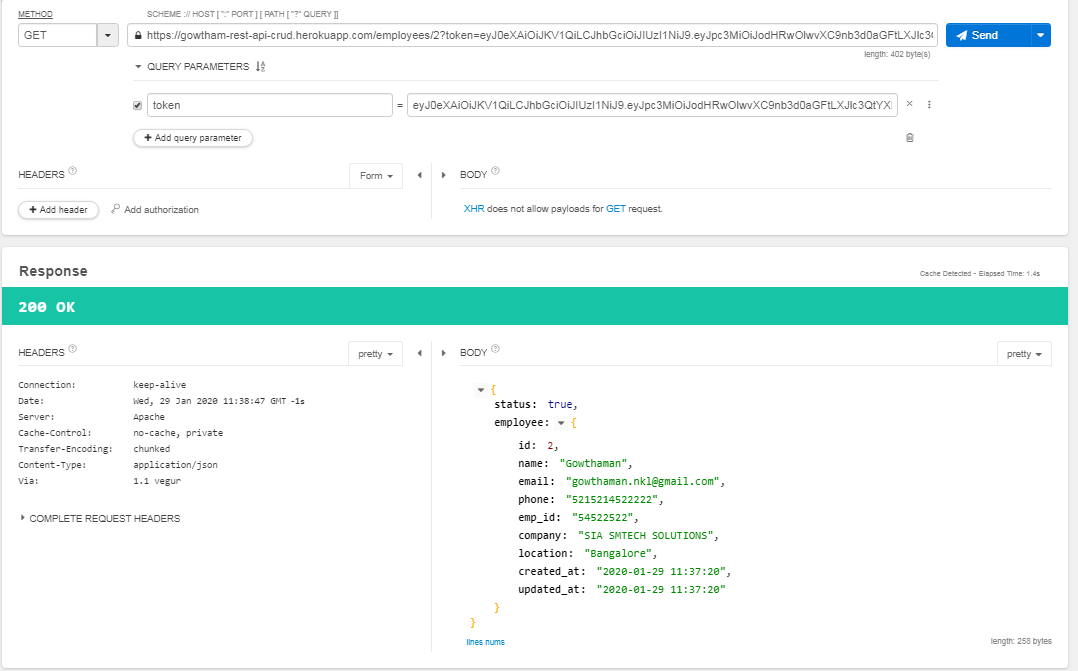 METHOD
SCHEME :// HOST [ ":" PORT ] [ PATH [ "?" QUERY ]]
GET
https://gowtham-rest-api-crud.herokuapp.com/employees/2?token=eyJ0eXAiOiJKV1QiLCJhbGciOiJIUzI1NiJ9.eyJpc3MiOiJodHRwOlwvXC9nb3d0aGFtLXJlc3
Send
length: 402 byte(s)
QUERY PARAMETERS
token = eyJ0eXAiOiJKV1QiLCJhbGciOiJIUzI1NiJ9.eyJpc3MiOiJodHRwOlwvXC9nb3d0aGFtLXJlc3QtYX
+ Add query parameter
HEADERS
Form
BODY
+ Add header
Add authorization
XHR does not allow payloads for GET request.
Response
Cache Detected - Elapsed Time: 1.4s
200 OK
HEADERS
pretty
BODY
pretty
Connection: keep-alive
Date: Wed, 29 Jan 2020 11:38:47 GMT -1s
Server: Apache
Cache-Control: no-cache, private
Transfer-Encoding: chunked
Content-Type: application/json
Via: 1.1 vegur
COMPLETE REQUEST HEADERS
{
status: true,
employee: {
id: 2,
name: "Gowthaman",
email: "gowthaman.nkl@gmail.com",
phone: "5215214522222",
emp_id: "54522522",
company: "SIA SMTECH SOLUTIONS",
location: "Bangalore",
created_at: "2020-01-29 11:37:20",
updated_at: "2020-01-29 11:37:20"
}
}
lines nums
length: 258 bytes